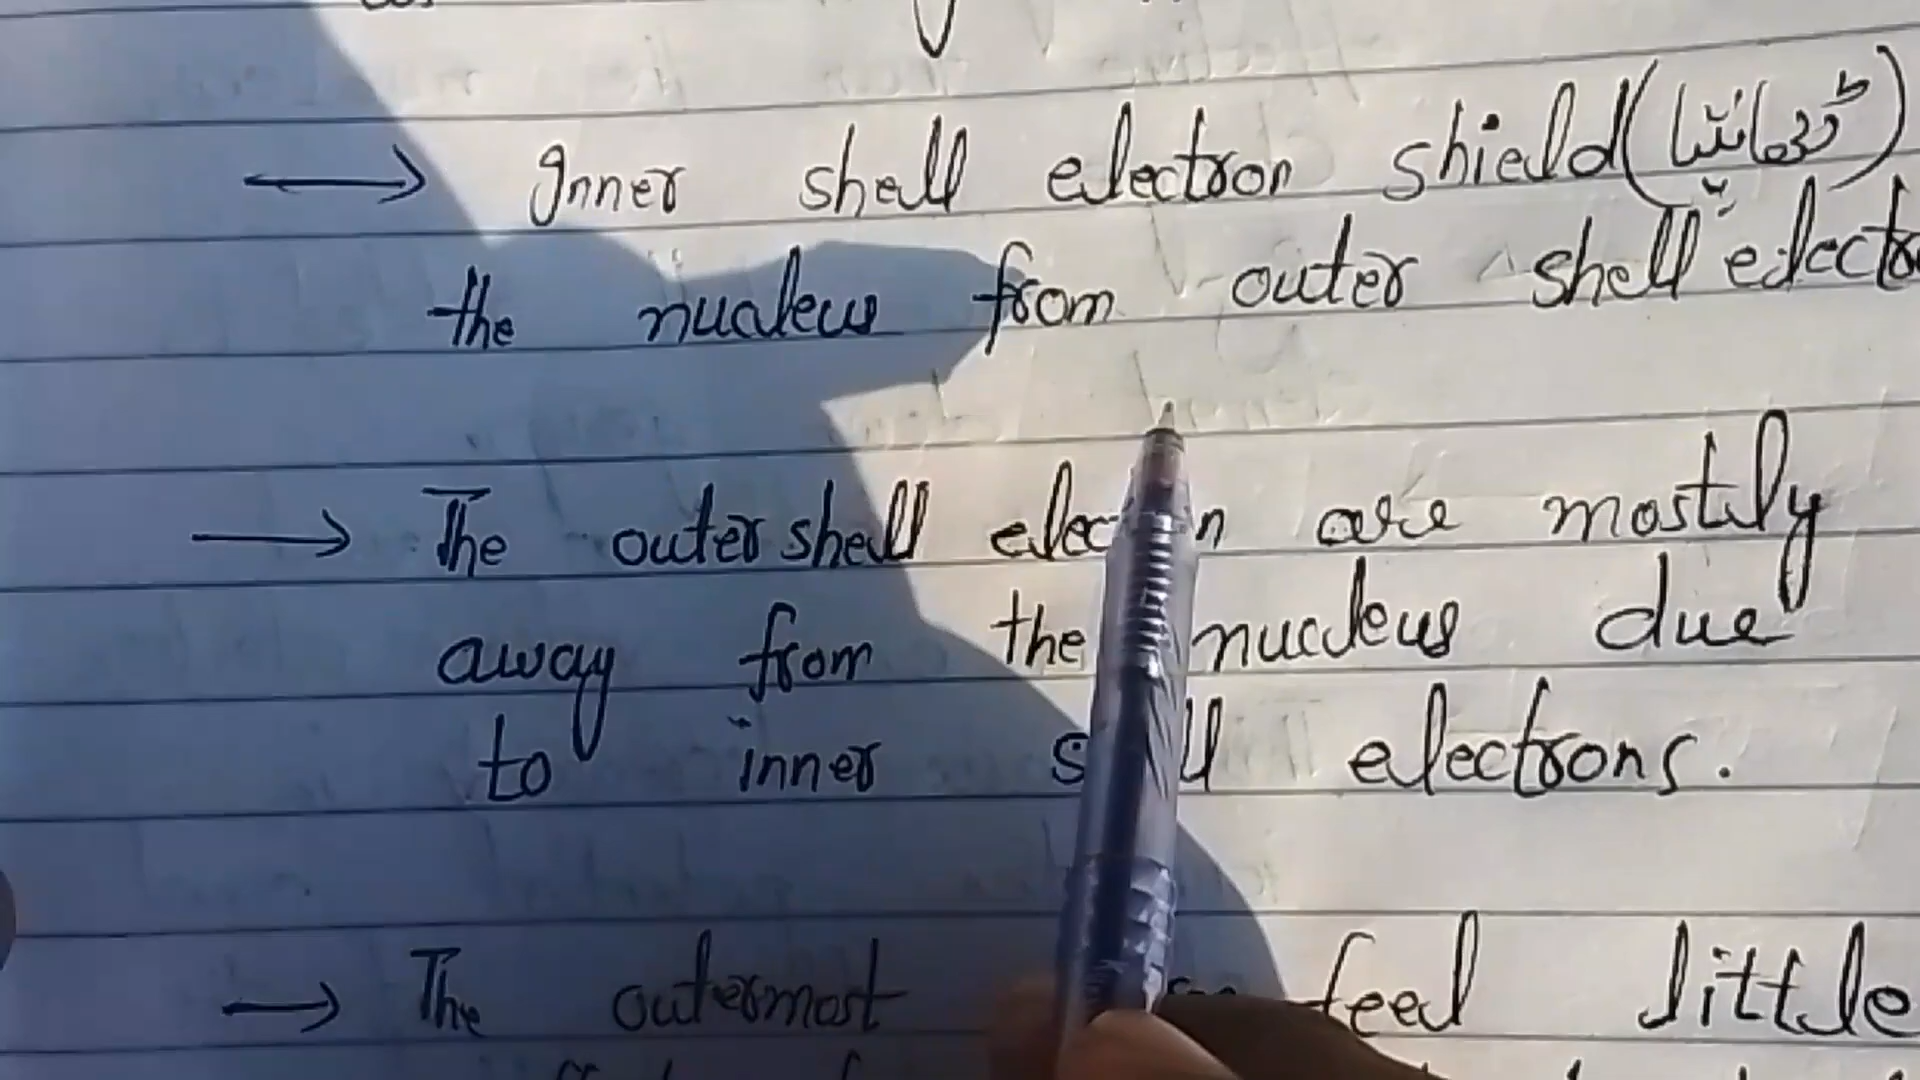 → Inner shell electron shield(ڈھانپنا)
the nucleus from outer shell electro
→ The outer shell elec n are mostly
away from the nucleus due
to inner s ll electrons.
→ The outermost feel little